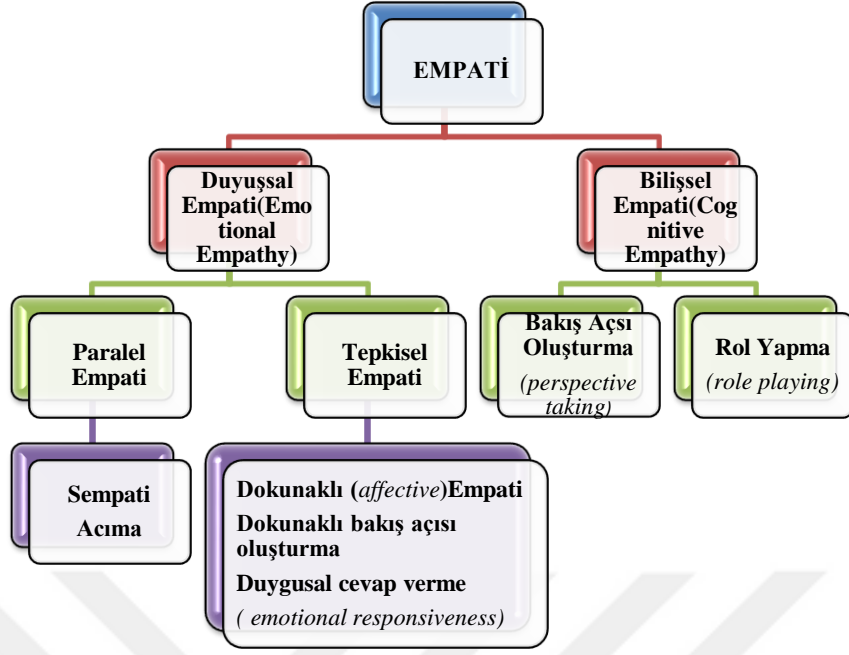 EMPATİ
Duyuşsal
Empati(Emo
tional
Empathy)
Bilişsel
Empati(Cog
nitive
Empathy)
Paralel
Empati
Tepkisel
Empati
Bakış Açsı
Oluşturma
(perspective
taking)
Rol Yapma
(role playing)
Sempati
Acıma
Dokunaklı (affective)Empati
Dokunaklı bakış açısı
oluşturma
Duygusal cevap verme
( emotional responsiveness)